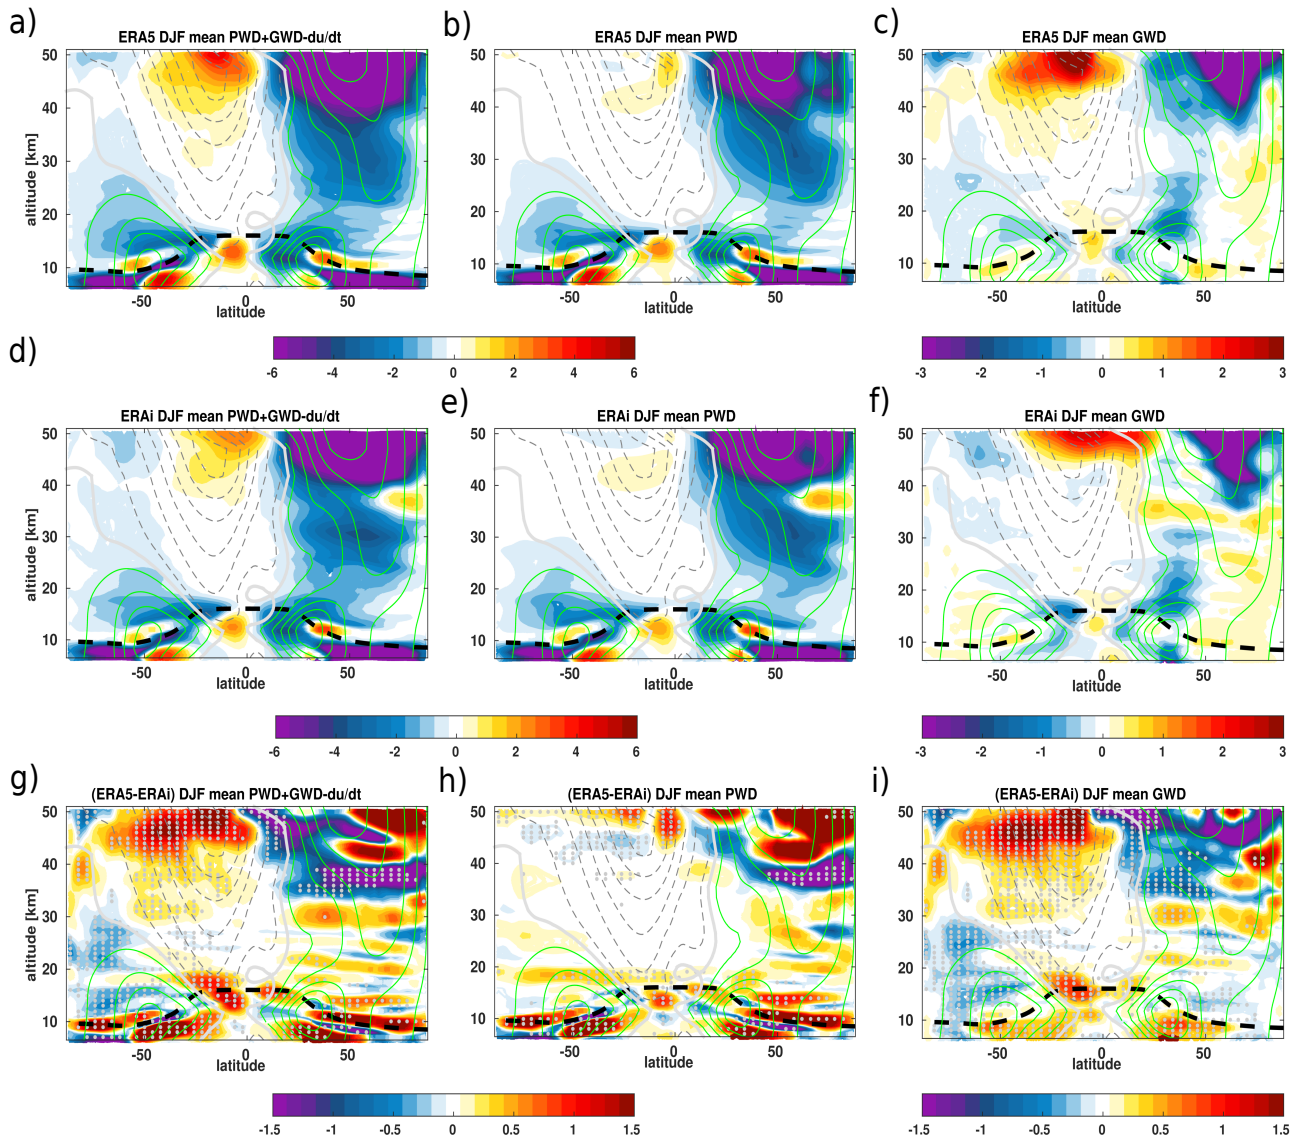 a)
ERA5 DJF mean PWD+GWD-du/dt
b)
ERA5 DJF mean PWD
c)
ERA5 DJF mean GWD
50
40
30
20
10
altitude [km]
-50 0 50
latitude
50
40
30
20
10
-50 0 50
latitude
50
40
30
20
10
-50 0 50
latitude
-6 -4 -2 0 2 4 6
-3 -2 -1 0 1 2 3
d)
ERAi DJF mean PWD+GWD-du/dt
e)
ERAi DJF mean PWD
f)
ERAi DJF mean GWD
50
40
30
20
10
altitude [km]
-50 0 50
latitude
50
40
30
20
10
-50 0 50
latitude
50
40
30
20
10
-50 0 50
latitude
-6 -4 -2 0 2 4 6
-3 -2 -1 0 1 2 3
g)
(ERA5-ERAi) DJF mean PWD+GWD-du/dt
h)
(ERA5-ERAi) DJF mean PWD
i)
(ERA5-ERAi) DJF mean GWD
50
40
30
20
10
altitude [km]
-50 0 50
latitude
50
40
30
20
10
-50 0 50
latitude
50
40
30
20
10
-50 0 50
latitude
-1.5 -1 -0.5 0 0.5 1 1.5
-1.5 -1 -0.5 0 0.5 1 1.5